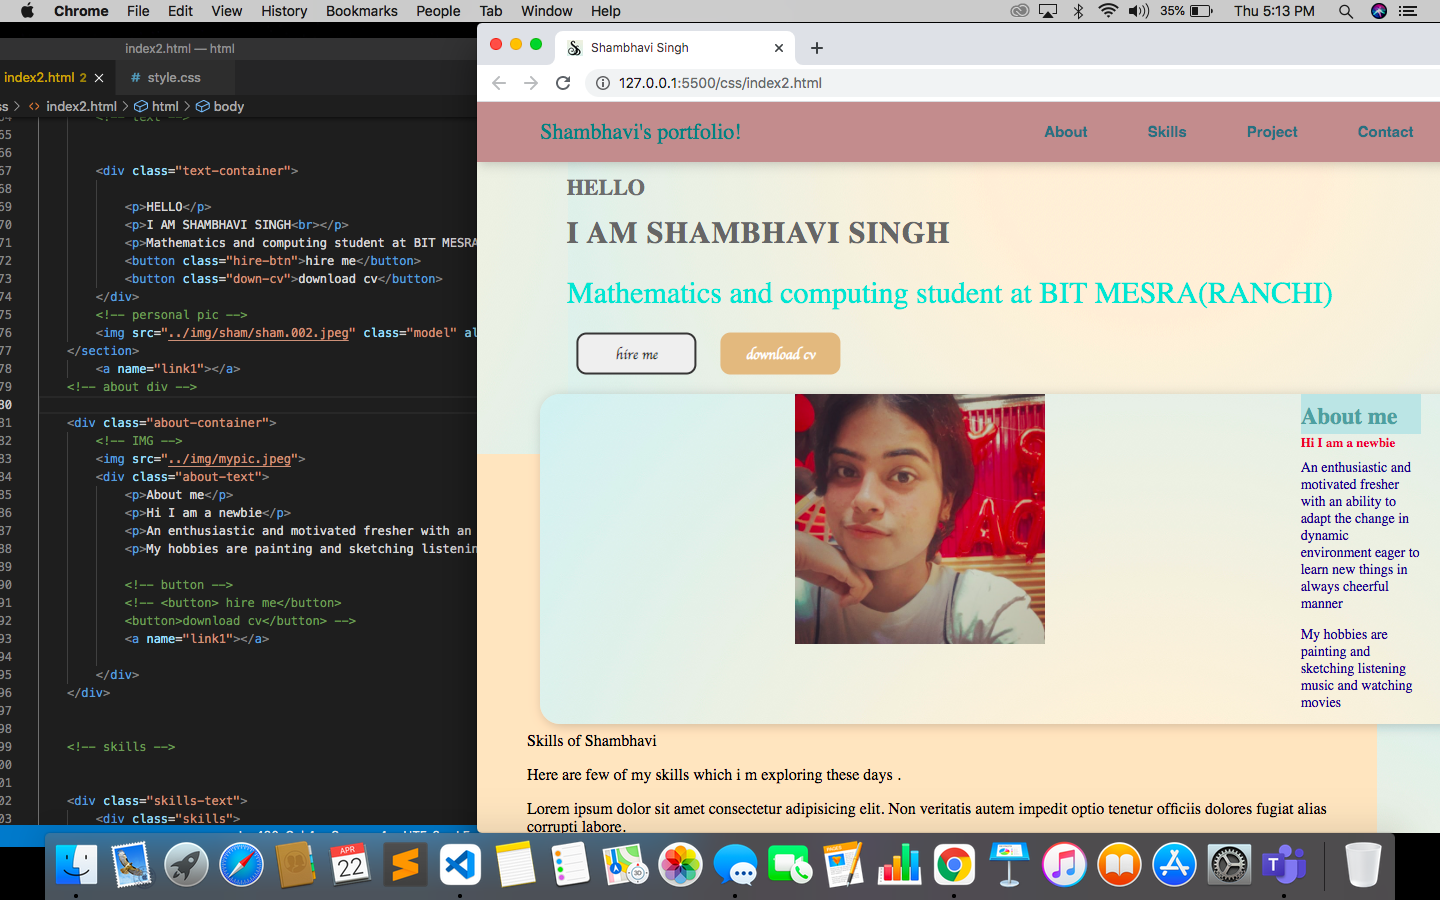 Chrome File Edit View History Bookmarks People Tab Window Help 35% Thu 5:13 PM
index2.html — html
index2.html 2 # style.css
index2.html > html > body
Shambhavi Singh
127.0.0.1:5500/css/index2.html
65
66
67 <div class="text-container">
68
69 <p>HELLO</p>
70 <p>I AM SHAMBHAVI SINGH<br></p>
71 <p>Mathematics and computing student at BIT MESRA
72 <button class="hire-btn">hire me</button>
73 <button class="down-cv">download cv</button>
74 </div>
75 <!-- personal pic -->
76 <img src="../img/sham/sham.002.jpeg" class="model" al
77 </section>
78 <a name="link1"></a>
79 <!-- about div -->
80
81 <div class="about-container">
82 <!-- IMG -->
83 <img src="../img/mypic.jpeg">
84 <div class="about-text">
85 <p>About me</p>
86 <p>Hi I am a newbie</p>
87 <p>An enthusiastic and motivated fresher with an
88 <p>My hobbies are painting and sketching listenin
89
90 <!-- button -->
91 <!-- <button> hire me</button>
92 <button>download cv</button> -->
93 <a name="link1"></a>
94
95 </div>
96 </div>
97
98
99 <!-- skills -->
00
01
02 <div class="skills-text">
03 <div class="skills">
Shambhavi's portfolio! About Skills Project Contact
HELLO
I AM SHAMBHAVI SINGH
Mathematics and computing student at BIT MESRA(RANCHI)
hire me download cv
About me
Hi I am a newbie
An enthusiastic and
motivated fresher
with an ability to
adapt the change in
dynamic
environment eager to
learn new things in
always cheerful
manner
My hobbies are
painting and
sketching listening
music and watching
movies
Skills of Shambhavi
Here are few of my skills which i m exploring these days .
Lorem ipsum dolor sit amet consectetur adipisicing elit. Non veritatis autem impedit optio tenetur officiis dolores fugiat alias
corrupti labore.
APR
22
PAGES